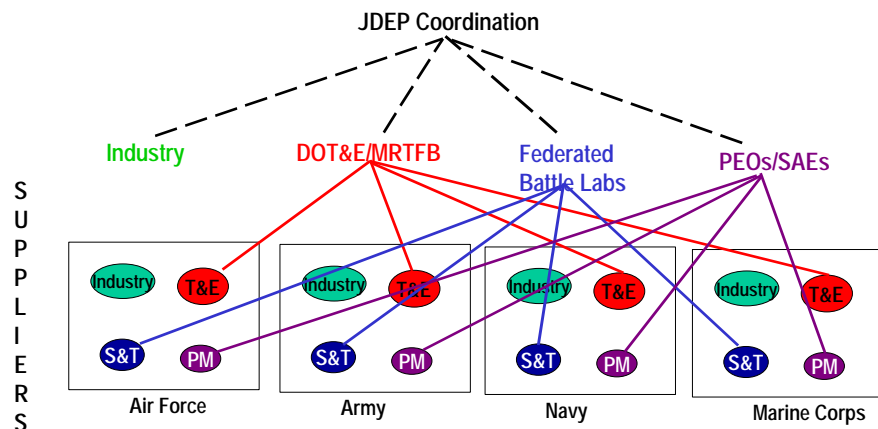 JDEP Coordination
Industry
DOT&E/MRTFB
Federated
Battle Labs
PEOs/SAEs
SUPPLIERS
Industry
T&E
Industry
T&E
Industry
T&E
Industry
T&E
S&T
PM
S&T
PM
S&T
PM
S&T
PM
Air Force
Army
Navy
Marine Corps